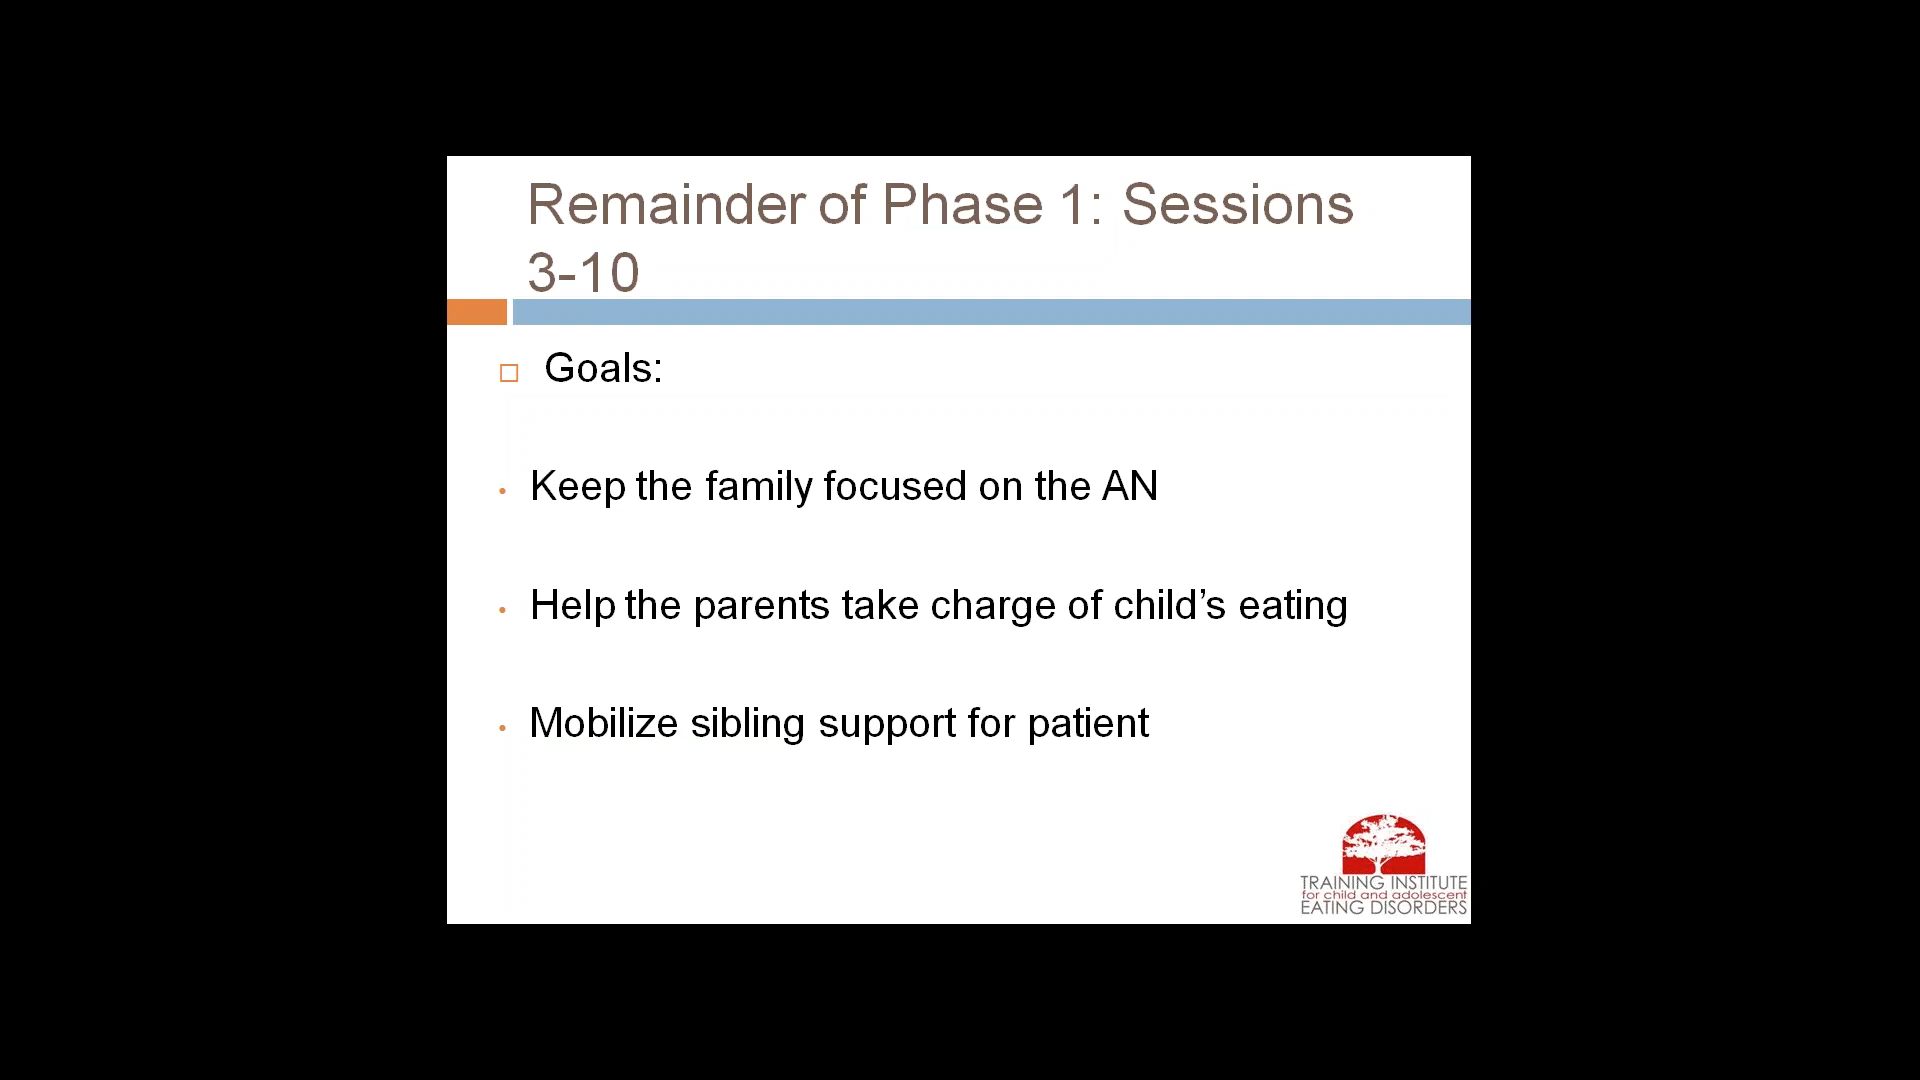 Remainder of Phase 1: Sessions
3-10
Goals:
Keep the family focused on the AN
Help the parents take charge of child’s eating
Mobilize sibling support for patient
TRAINING INSTITUTE
for child and adolescent
EATING DISORDERS